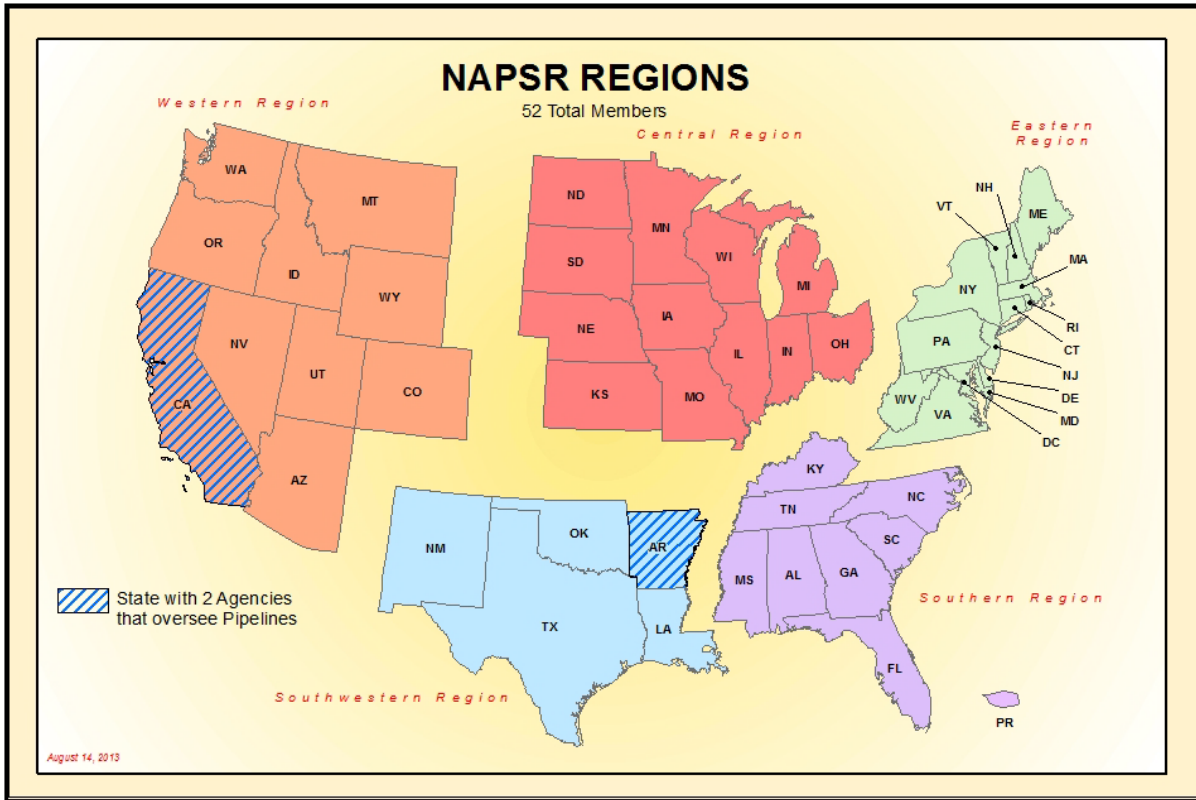 NAPSR REGIONS
52 Total Members
Western Region
Central Region
Eastern
Region
WA
MT
OR
ID
WY
NV
UT
CO
CA
AZ
ND
MN
SD
WI
MI
IA
NE
IL
IN
OH
KS
MO
NH
VT
ME
MA
NY
RI
CT
PA
NJ
DE
WV
VA
MD
DC
KY
NC
TN
SC
MS
AL
GA
Southern Region
FL
PR
NM
OK
AR
TX
LA
Southwestern Region
State with 2 Agencies
that oversee Pipelines
August 14, 2013